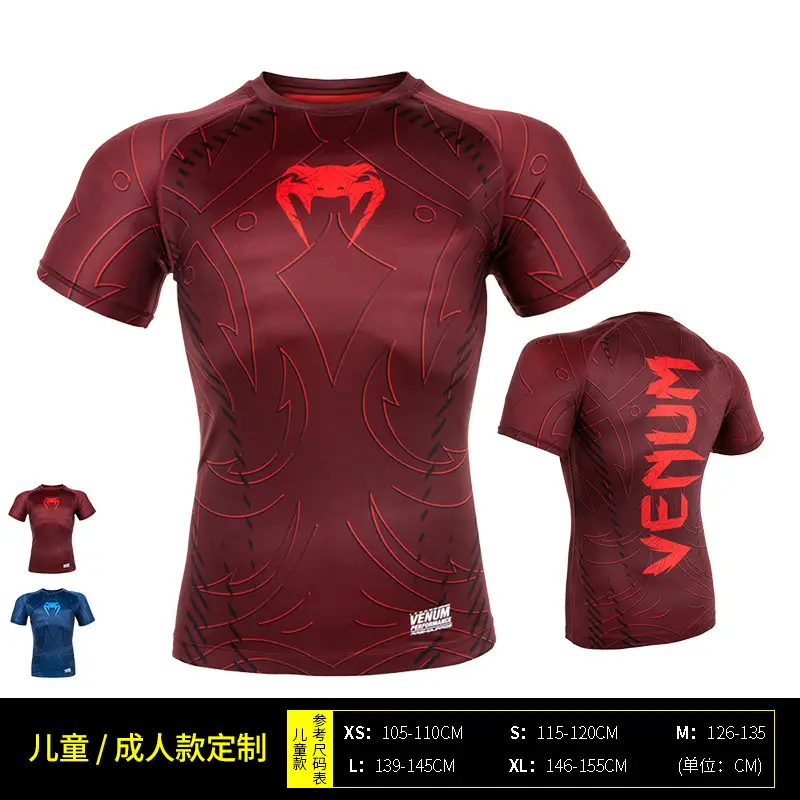 VENUM
VENUM
PERFORMANCE
儿童 / 成人款定制
儿童款
参考尺码表
XS: 105-110CM
S: 115-120CM
M: 126-135
L: 139-145CM
XL: 146-155CM
(单位: CM)